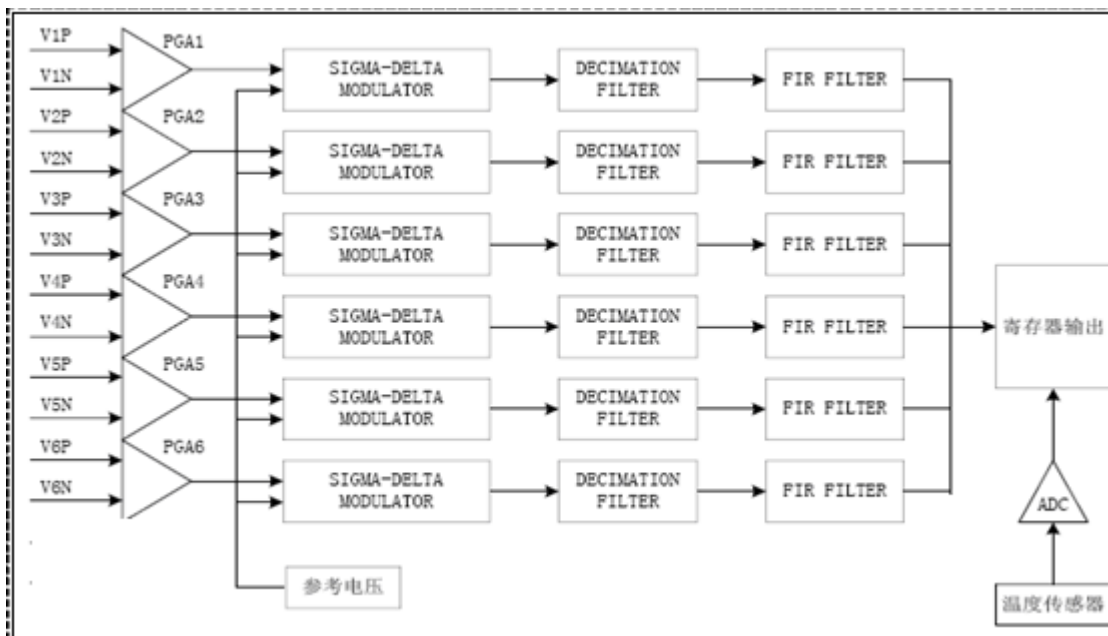 V1P
PGA1
V1N
SIGMA-DELTA
MODULATOR
DECIMATION
FILTER
FIR FILTER
V2P
PGA2
V2N
SIGMA-DELTA
MODULATOR
DECIMATION
FILTER
FIR FILTER
V3P
PGA3
V3N
SIGMA-DELTA
MODULATOR
DECIMATION
FILTER
FIR FILTER
V4P
PGA4
V4N
SIGMA-DELTA
MODULATOR
DECIMATION
FILTER
FIR FILTER
寄存器输出
V5P
PGA5
V5N
SIGMA-DELTA
MODULATOR
DECIMATION
FILTER
FIR FILTER
V6P
PGA6
V6N
SIGMA-DELTA
MODULATOR
DECIMATION
FILTER
FIR FILTER
ADC
参考电压
温度传感器